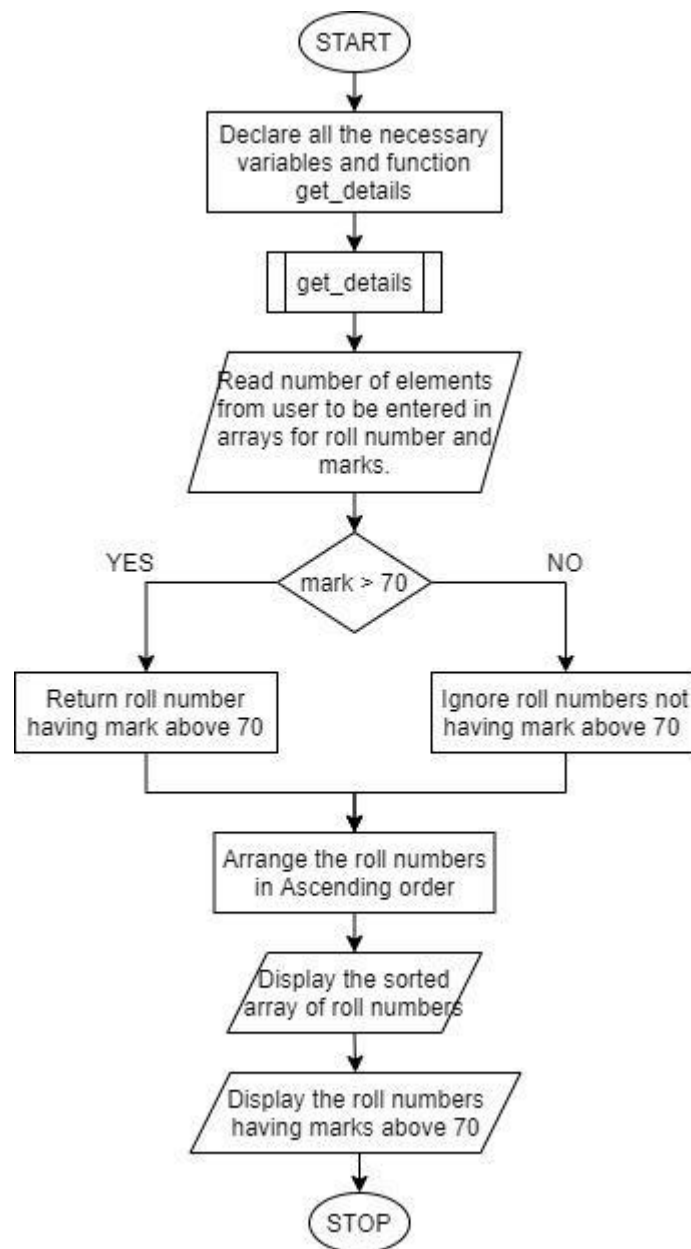 START
Declare all the necessary
variables and function
get_details
get_details
Read number of elements
from user to be entered in
arrays for roll number and
marks.
YES
NO
mark > 70
Return roll number
having mark above 70
Ignore roll numbers not
having mark above 70
Arrange the roll numbers
in Ascending order
Display the sorted
array of roll numbers
Display the roll numbers
having marks above 70
STOP